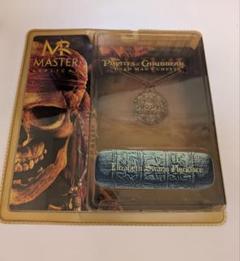 MR
MASTER
REPLICAS
PIRATES of the CARIBBEAN
DEAD MAN'S CHEST
Elizabeth Swann Necklace